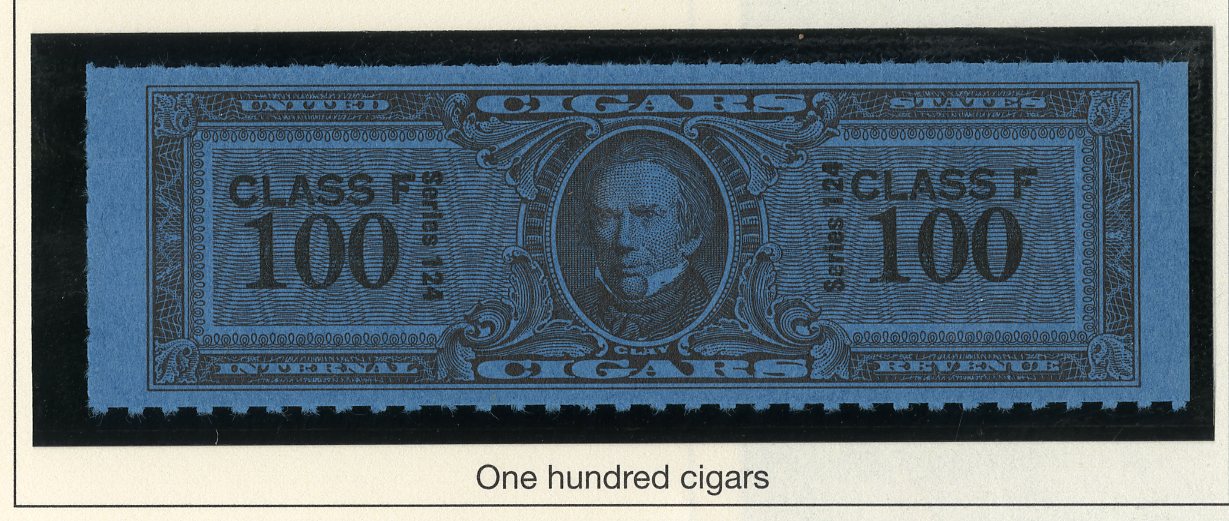 UNITED CIGARS STATES
CLASS F
100
Series 124
Series 124
CLASS F
100
CLAY
INTERNAL CIGARS REVENUE
One hundred cigars